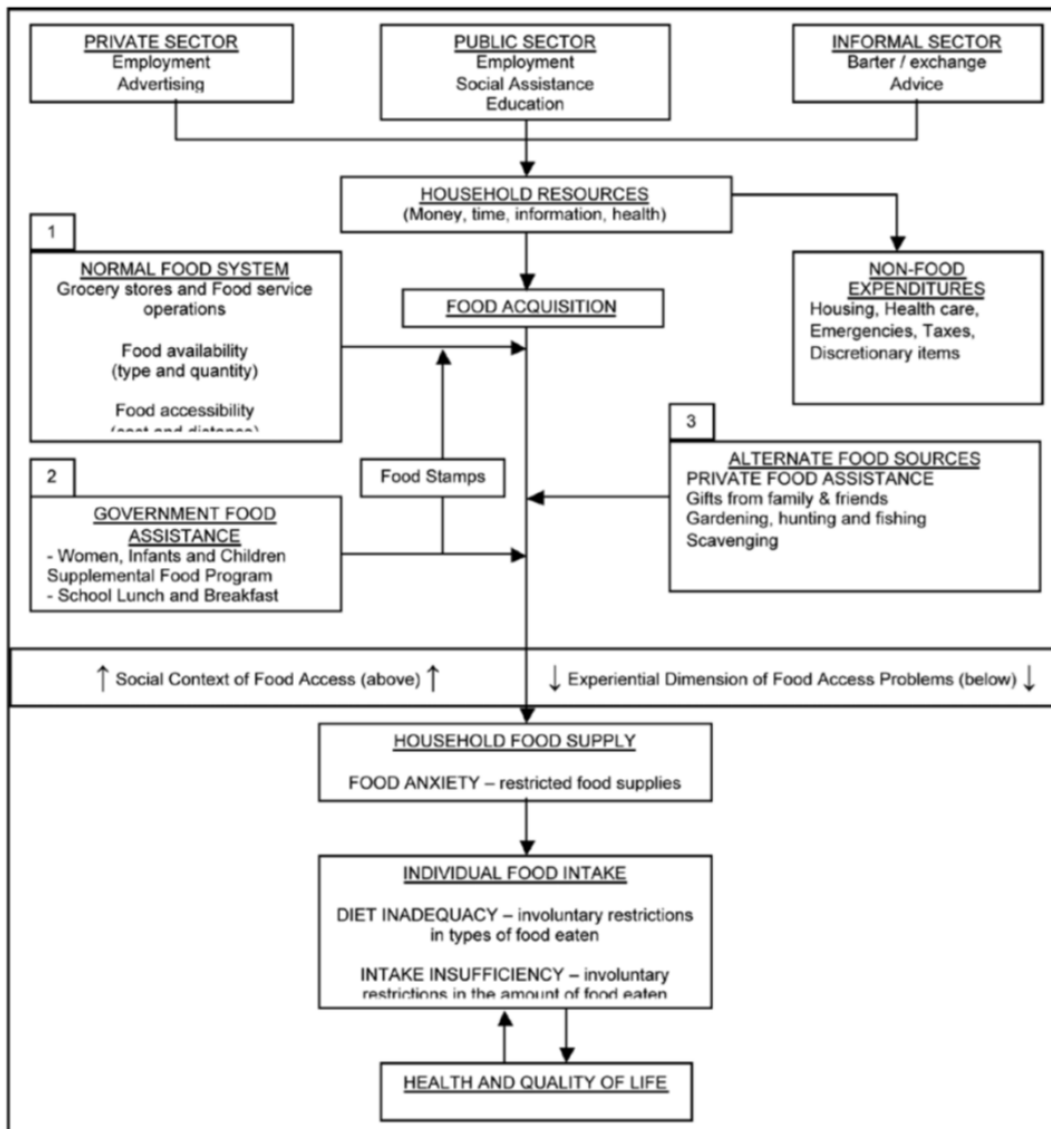 PRIVATE SECTOR
Employment
Advertising
PUBLIC SECTOR
Employment
Social Assistance
Education
INFORMAL SECTOR
Barter / exchange
Advice
HOUSEHOLD RESOURCES
(Money, time, information, health)
1
NORMAL FOOD SYSTEM
Grocery stores and Food service
operations
Food availability
(type and quantity)
Food accessibility
(cost and distance)
FOOD ACQUISITION
NON-FOOD
EXPENDITURES
Housing, Health care,
Emergencies, Taxes,
Discretionary items
2
GOVERNMENT FOOD
ASSISTANCE
- Women, Infants and Children
Supplemental Food Program
- School Lunch and Breakfast
Food Stamps
3
ALTERNATE FOOD SOURCES
PRIVATE FOOD ASSISTANCE
Gifts from family & friends
Gardening, hunting and fishing
Scavenging
↑ Social Context of Food Access (above) ↑
↓ Experiential Dimension of Food Access Problems (below) ↓
HOUSEHOLD FOOD SUPPLY
FOOD ANXIETY – restricted food supplies
INDIVIDUAL FOOD INTAKE
DIET INADEQUACY – involuntary restrictions
in types of food eaten
INTAKE INSUFFICIENCY – involuntary
restrictions in the amount of food eaten
HEALTH AND QUALITY OF LIFE